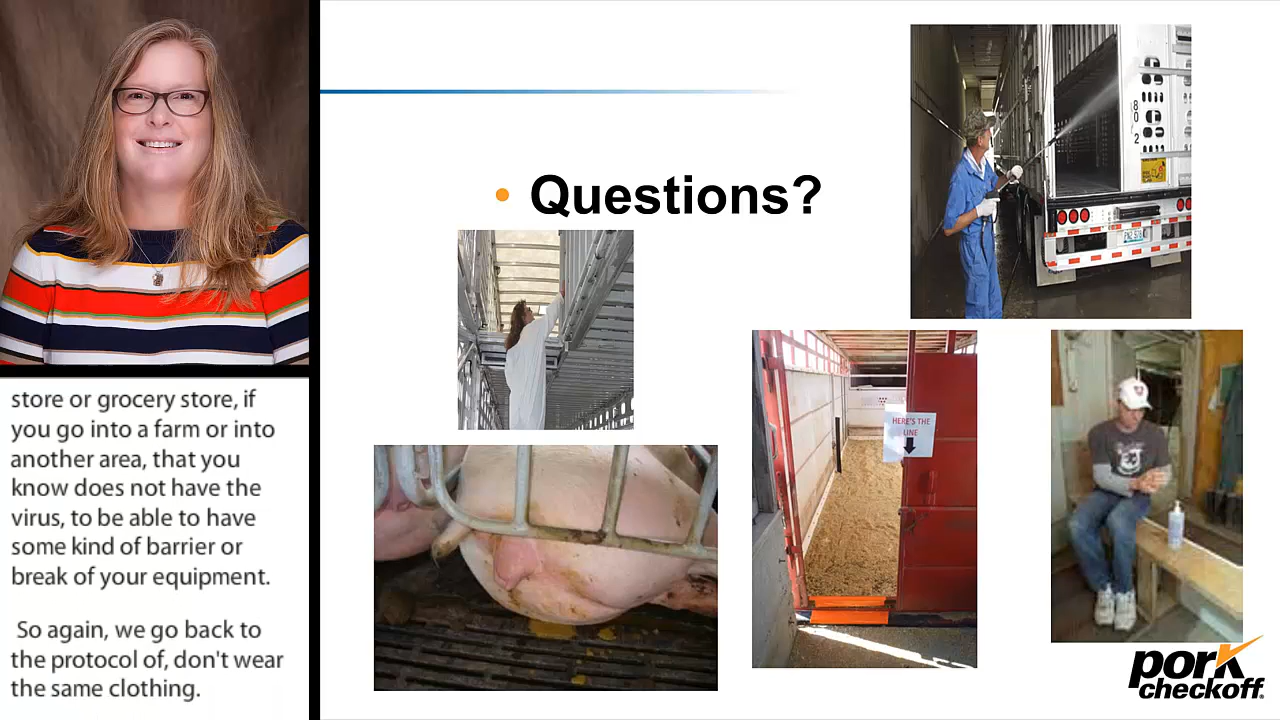 store or grocery store, if
you go into a farm or into
another area, that you
know does not have the
virus, to be able to have
some kind of barrier or
break of your equipment.
So again, we go back to
the protocol of, don't wear
the same clothing.
• Questions?
802
HERE'S THE
LINE
pork
checkoff